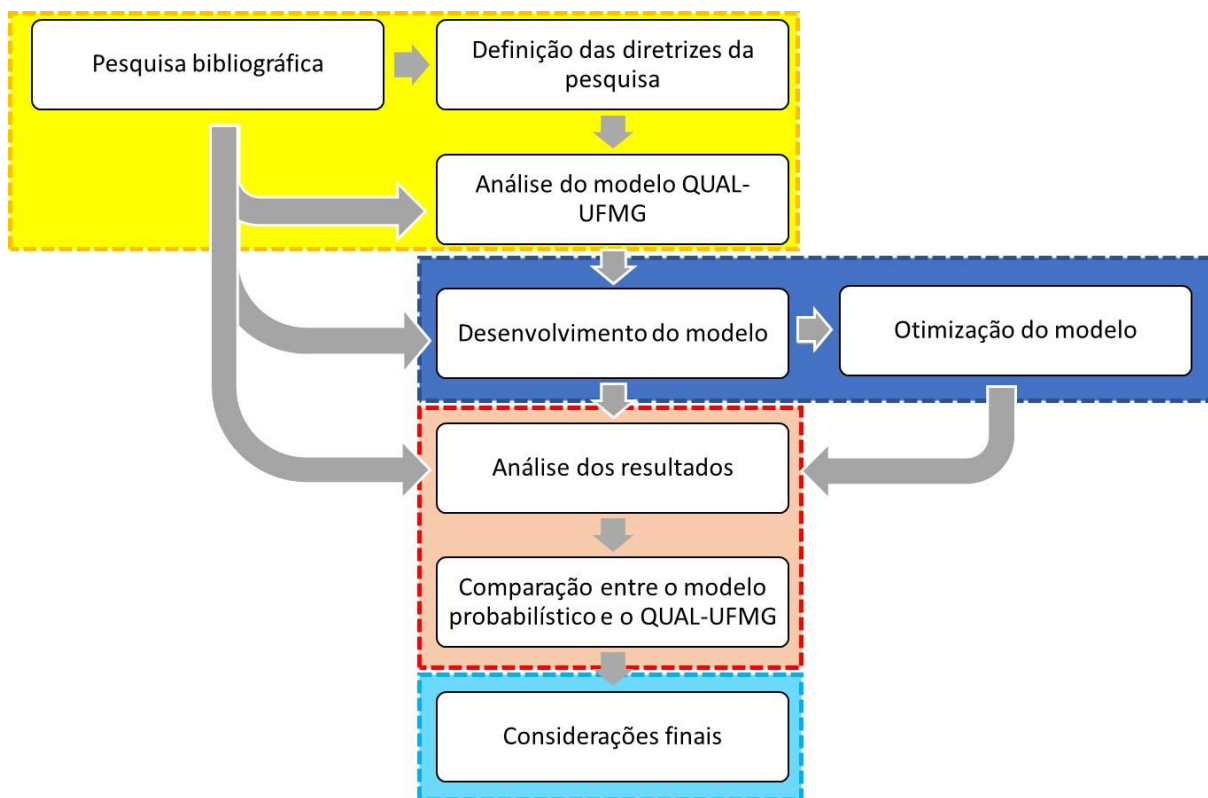 Pesquisa bibliográfica
Definição das diretrizes da
pesquisa
Análise do modelo QUAL-
UFMG
Desenvolvimento do modelo
Otimização do modelo
Análise dos resultados
Comparação entre o modelo
probabilístico e o QUAL-UFMG
Considerações finais